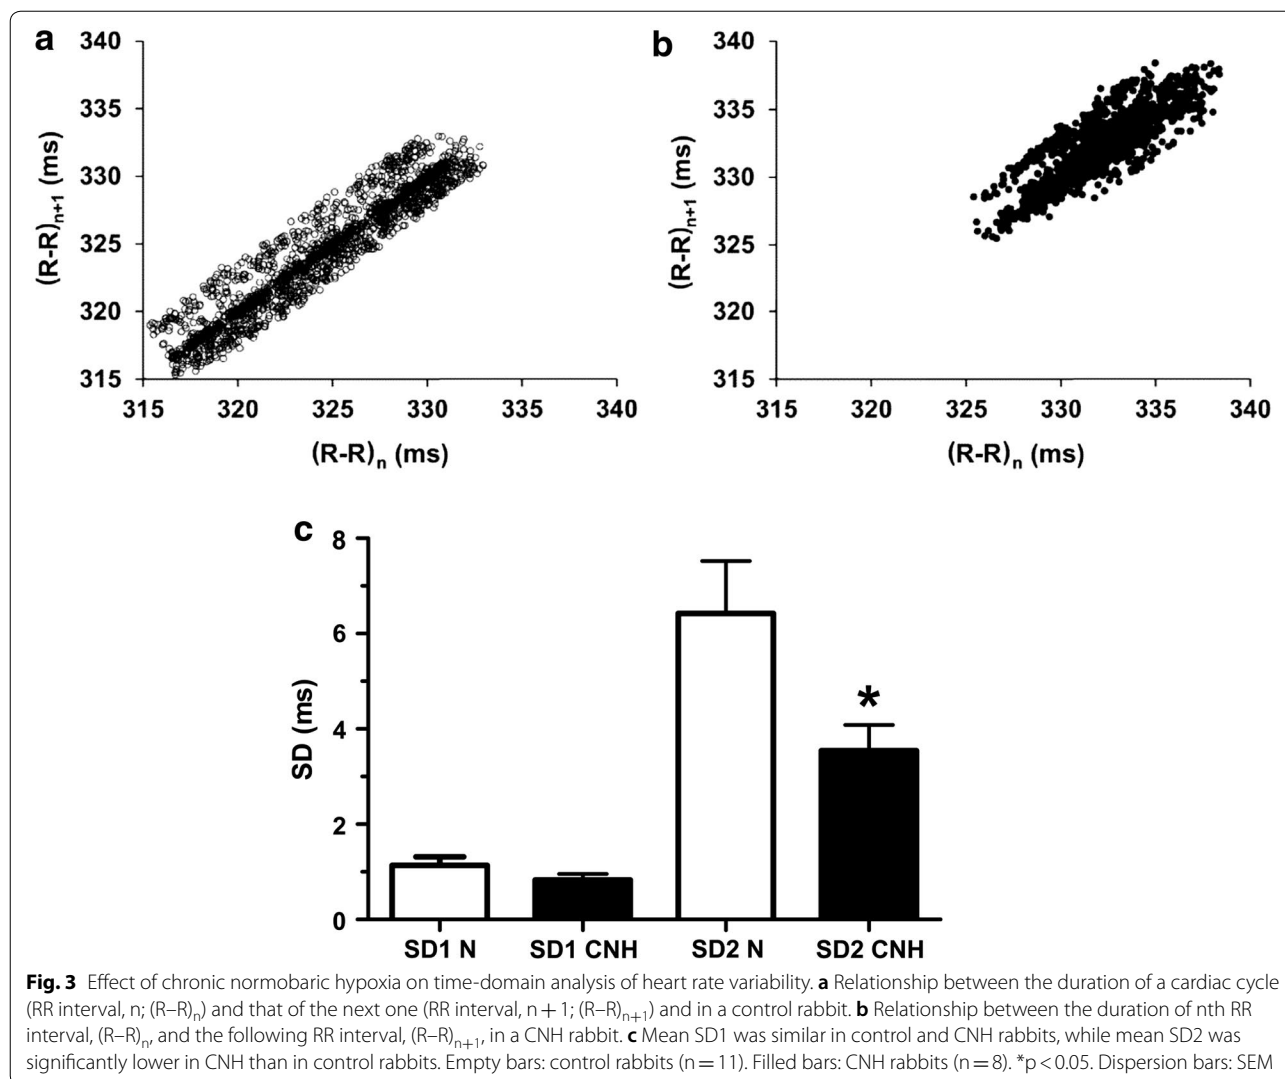 a
340
335
330
325
320
315
(R-R)n+1 (ms)
315 320 325 330 335 340
(R-R)n (ms)
b
340
335
330
325
320
315
(R-R)n+1 (ms)
315 320 325 330 335 340
(R-R)n (ms)
c
8
6
4
2
0
SD (ms)
*
SD1 N SD1 CNH SD2 N SD2 CNH
Fig. 3 Effect of chronic normobaric hypoxia on time-domain analysis of heart rate variability. a Relationship between the duration of a cardiac cycle
(RR interval, n; (R–R)n) and that of the next one (RR interval, n + 1; (R–R)n+1) and in a control rabbit. b Relationship between the duration of nth RR
interval, (R–R)n, and the following RR interval, (R–R)n+1, in a CNH rabbit. c Mean SD1 was similar in control and CNH rabbits, while mean SD2 was
significantly lower in CNH than in control rabbits. Empty bars: control rabbits (n = 11). Filled bars: CNH rabbits (n = 8). *p < 0.05. Dispersion bars: SEM